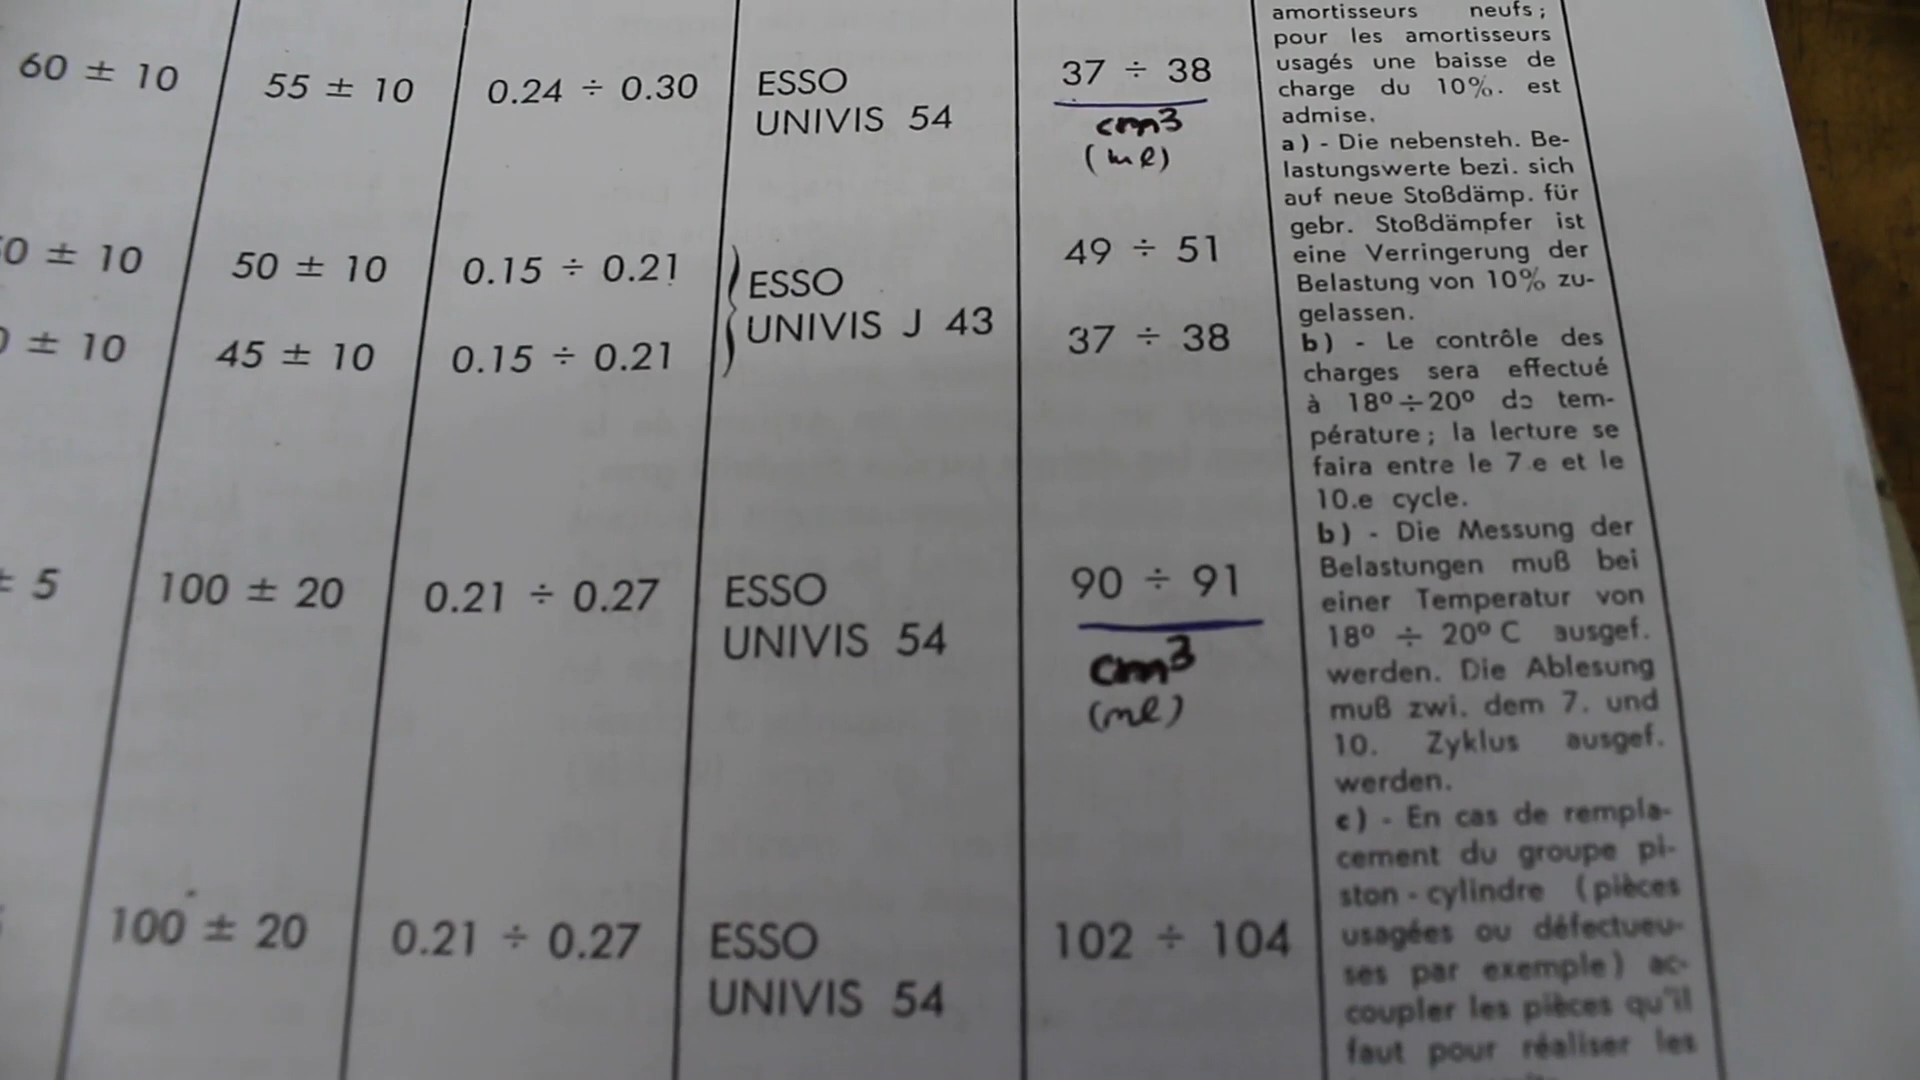 60 ± 10 55 ± 10 0.24 ÷ 0.30 ESSO 37 ÷ 38
UNIVIS 54 cm³
(ml)
0 ± 10 50 ± 10 0.15 ÷ 0.21 ESSO 49 ÷ 51
UNIVIS J 43
± 10 45 ± 10 0.15 ÷ 0.21 37 ÷ 38
± 5 100 ± 20 0.21 ÷ 0.27 ESSO 90 ÷ 91
UNIVIS 54 cm³
(ml)
100 ± 20 0.21 ÷ 0.27 ESSO 102 ÷ 104
UNIVIS 54
amortisseurs neufs ;
pour les amortisseurs
usagés une baisse de
charge du 10%. est
admise.
a) - Die nebensteh. Be-
lastungswerte bezi. sich
auf neue Stoßdämp. für
gebr. Stoßdämpfer ist
eine Verringerung der
Belastung von 10% zu-
gelassen.
b) - Le contrôle des
charges sera effectué
à 18º÷20º de tem-
pérature ; la lerture se
faira entre le 7.e et le
10.e cycle.
b) - Die Messung der
Belastungen muß bei
einer Temperatur von
18º ÷ 20º C ausgef.
werden. Die Ablesung
muß zwi. dem 7. und
10. Zyklus ausgef.
werden.
c) - En cas de rempla-
cement du groupe pi-
ston - cylindre (pièces
usagées ou défectueu-
ses par exemple) ac-
coupler les pièces qu'il
faut pour réaliser les